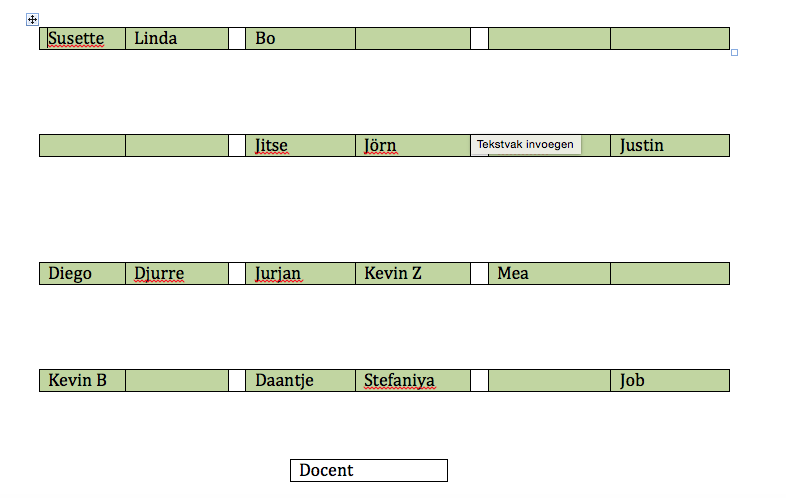 Susette Linda Bo
Jitse Jörn Tekstvak invoegen Justin
Diego Djurre Jurjan Kevin Z Mea
Kevin B Daantje Stefaniya Job
Docent